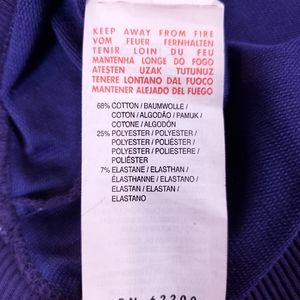 KEEP AWAY FROM FIRE
VOM FEUER FERNHALTEN
TENIR LOIN DU FEU
MANTENHA LONGE DO FOGO
ATEŞTEN UZAK TUTUNUZ
TENERE LONTANO DAL FUOCO
MANTENER ALEJADO DEL FUEGO
68% COTTON / BAUMWOLLE /
COTON / ALGODÃO / PAMUK /
COTONE / ALGODÓN
25% POLYESTER / POLYESTER /
POLYESTER / POLIÉSTER /
POLYESTER / POLIESTERE /
POLIÉSTER
7% ELASTANE / ELASTHAN /
ÉLASTHANNE / ELASTANO /
ELASTAN / ELASTAN /
ELASTANO